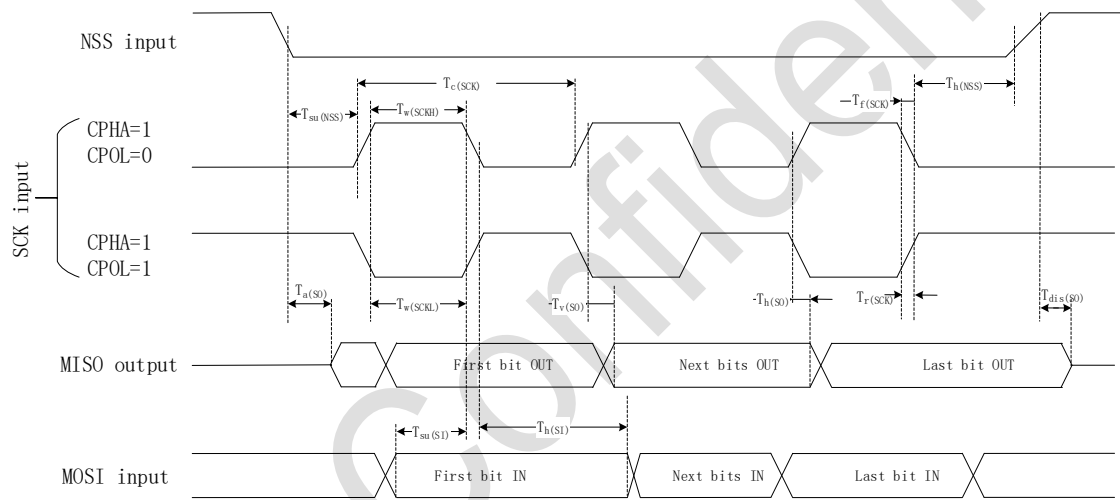 NSS input
Tc(SCK)
Th(NSS)
Tsu(NSS)
Tw(SCKH)
Tf(SCK)
SCK input
CPHA=1
CPOL=0
CPHA=1
CPOL=1
Ta(SO)
Tw(SCKL)
Tv(SO)
Th(SO)
Tr(SCK)
Tdis(SO)
MISO output
First bit OUT
Next bits OUT
Last bit OUT
Tsu(SI)
Th(SI)
MOSI input
First bit IN
Next bits IN
Last bit IN
Confiden